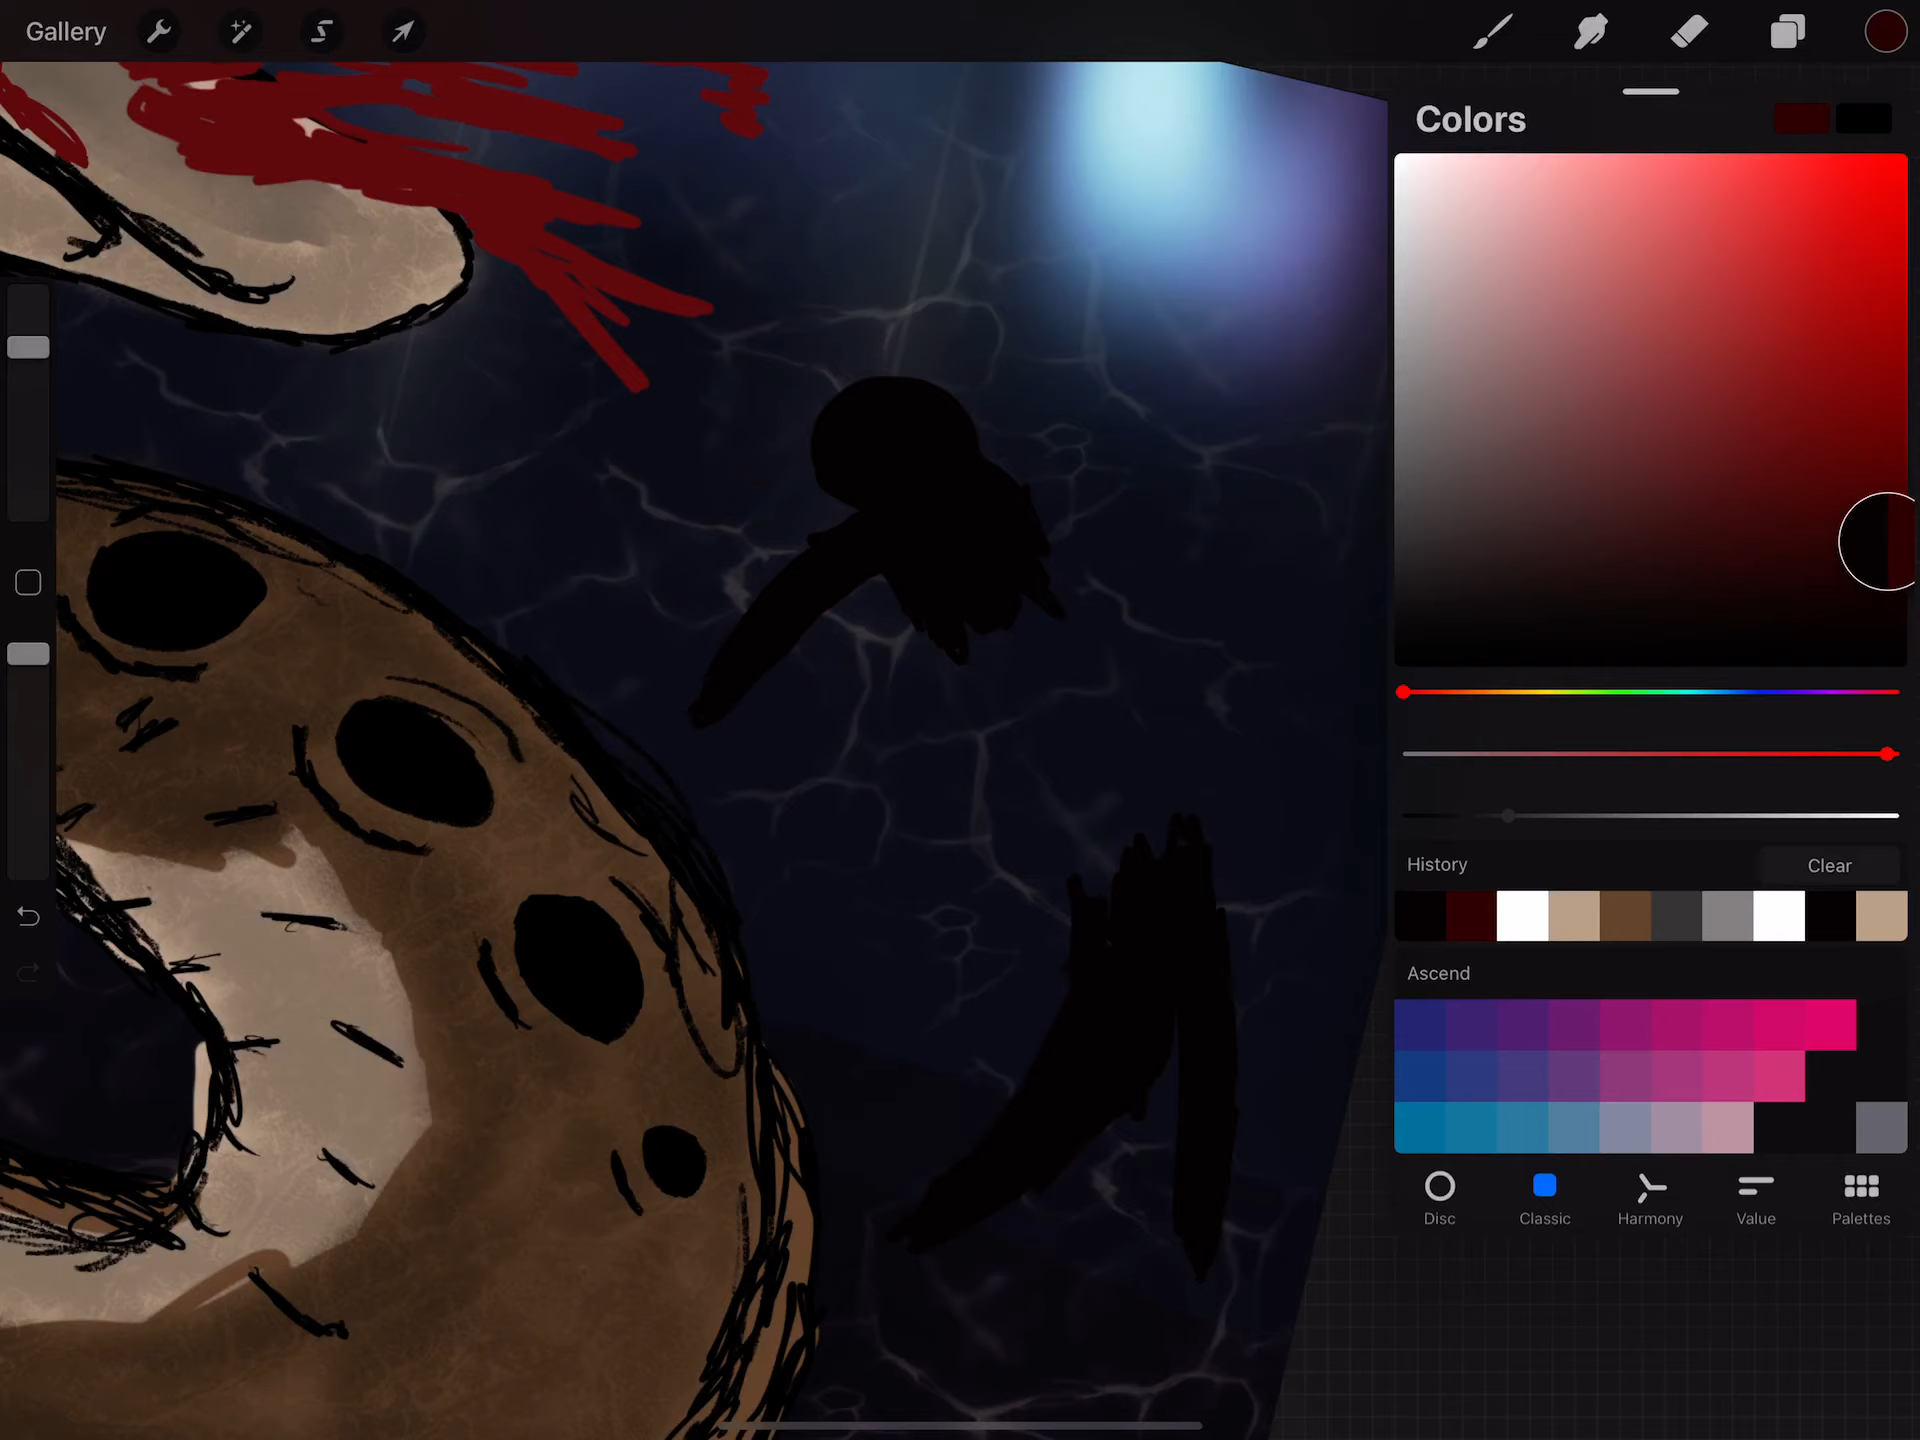 Gallery
Colors
History
Clear
Ascend
Disc
Classic
Harmony
Value
Palettes